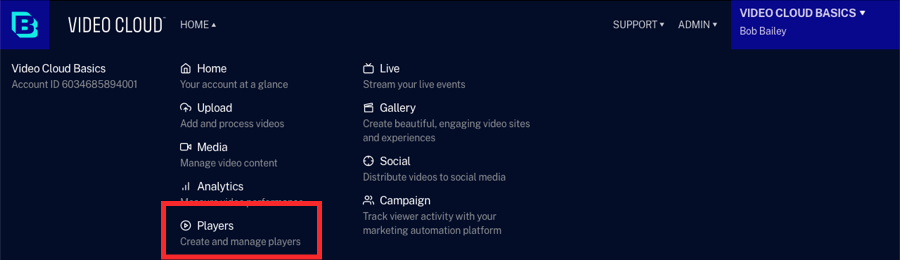 VIDEO CLOUD
HOME
SUPPORT
ADMIN
VIDEO CLOUD BASICS
Bob Bailey
Video Cloud Basics
Account ID 6034685894001
Home
Your account at a glance
Upload
Add and process videos
Media
Manage video content
Analytics
Measure video performance
Players
Create and manage players
Live
Stream your live events
Gallery
Create beautiful, engaging video sites
and experiences
Social
Distribute videos to social media
Campaign
Track viewer activity with your
marketing automation platform